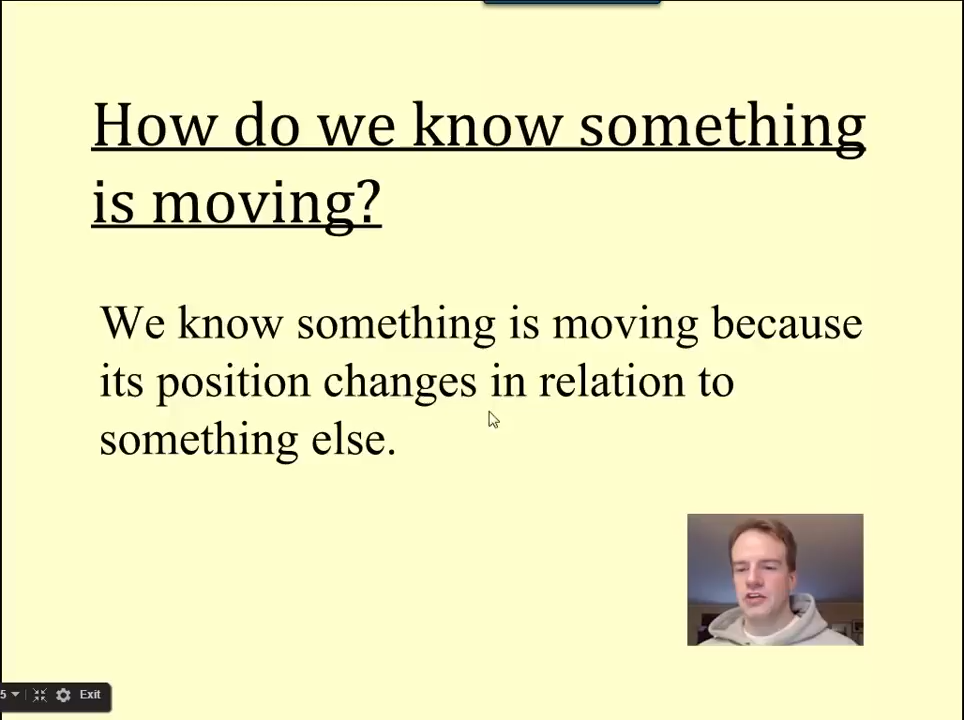 How do we know something
is moving?
We know something is moving because
its position changes in relation to
something else.
5
Exit